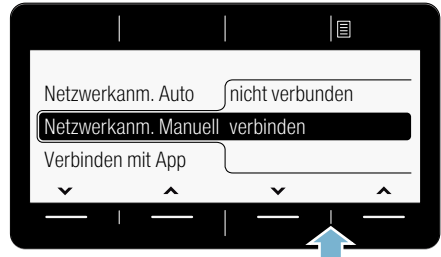 Netzwerkanm. Auto nicht verbunden
Netzwerkanm. Manuell verbinden
Verbinden mit App